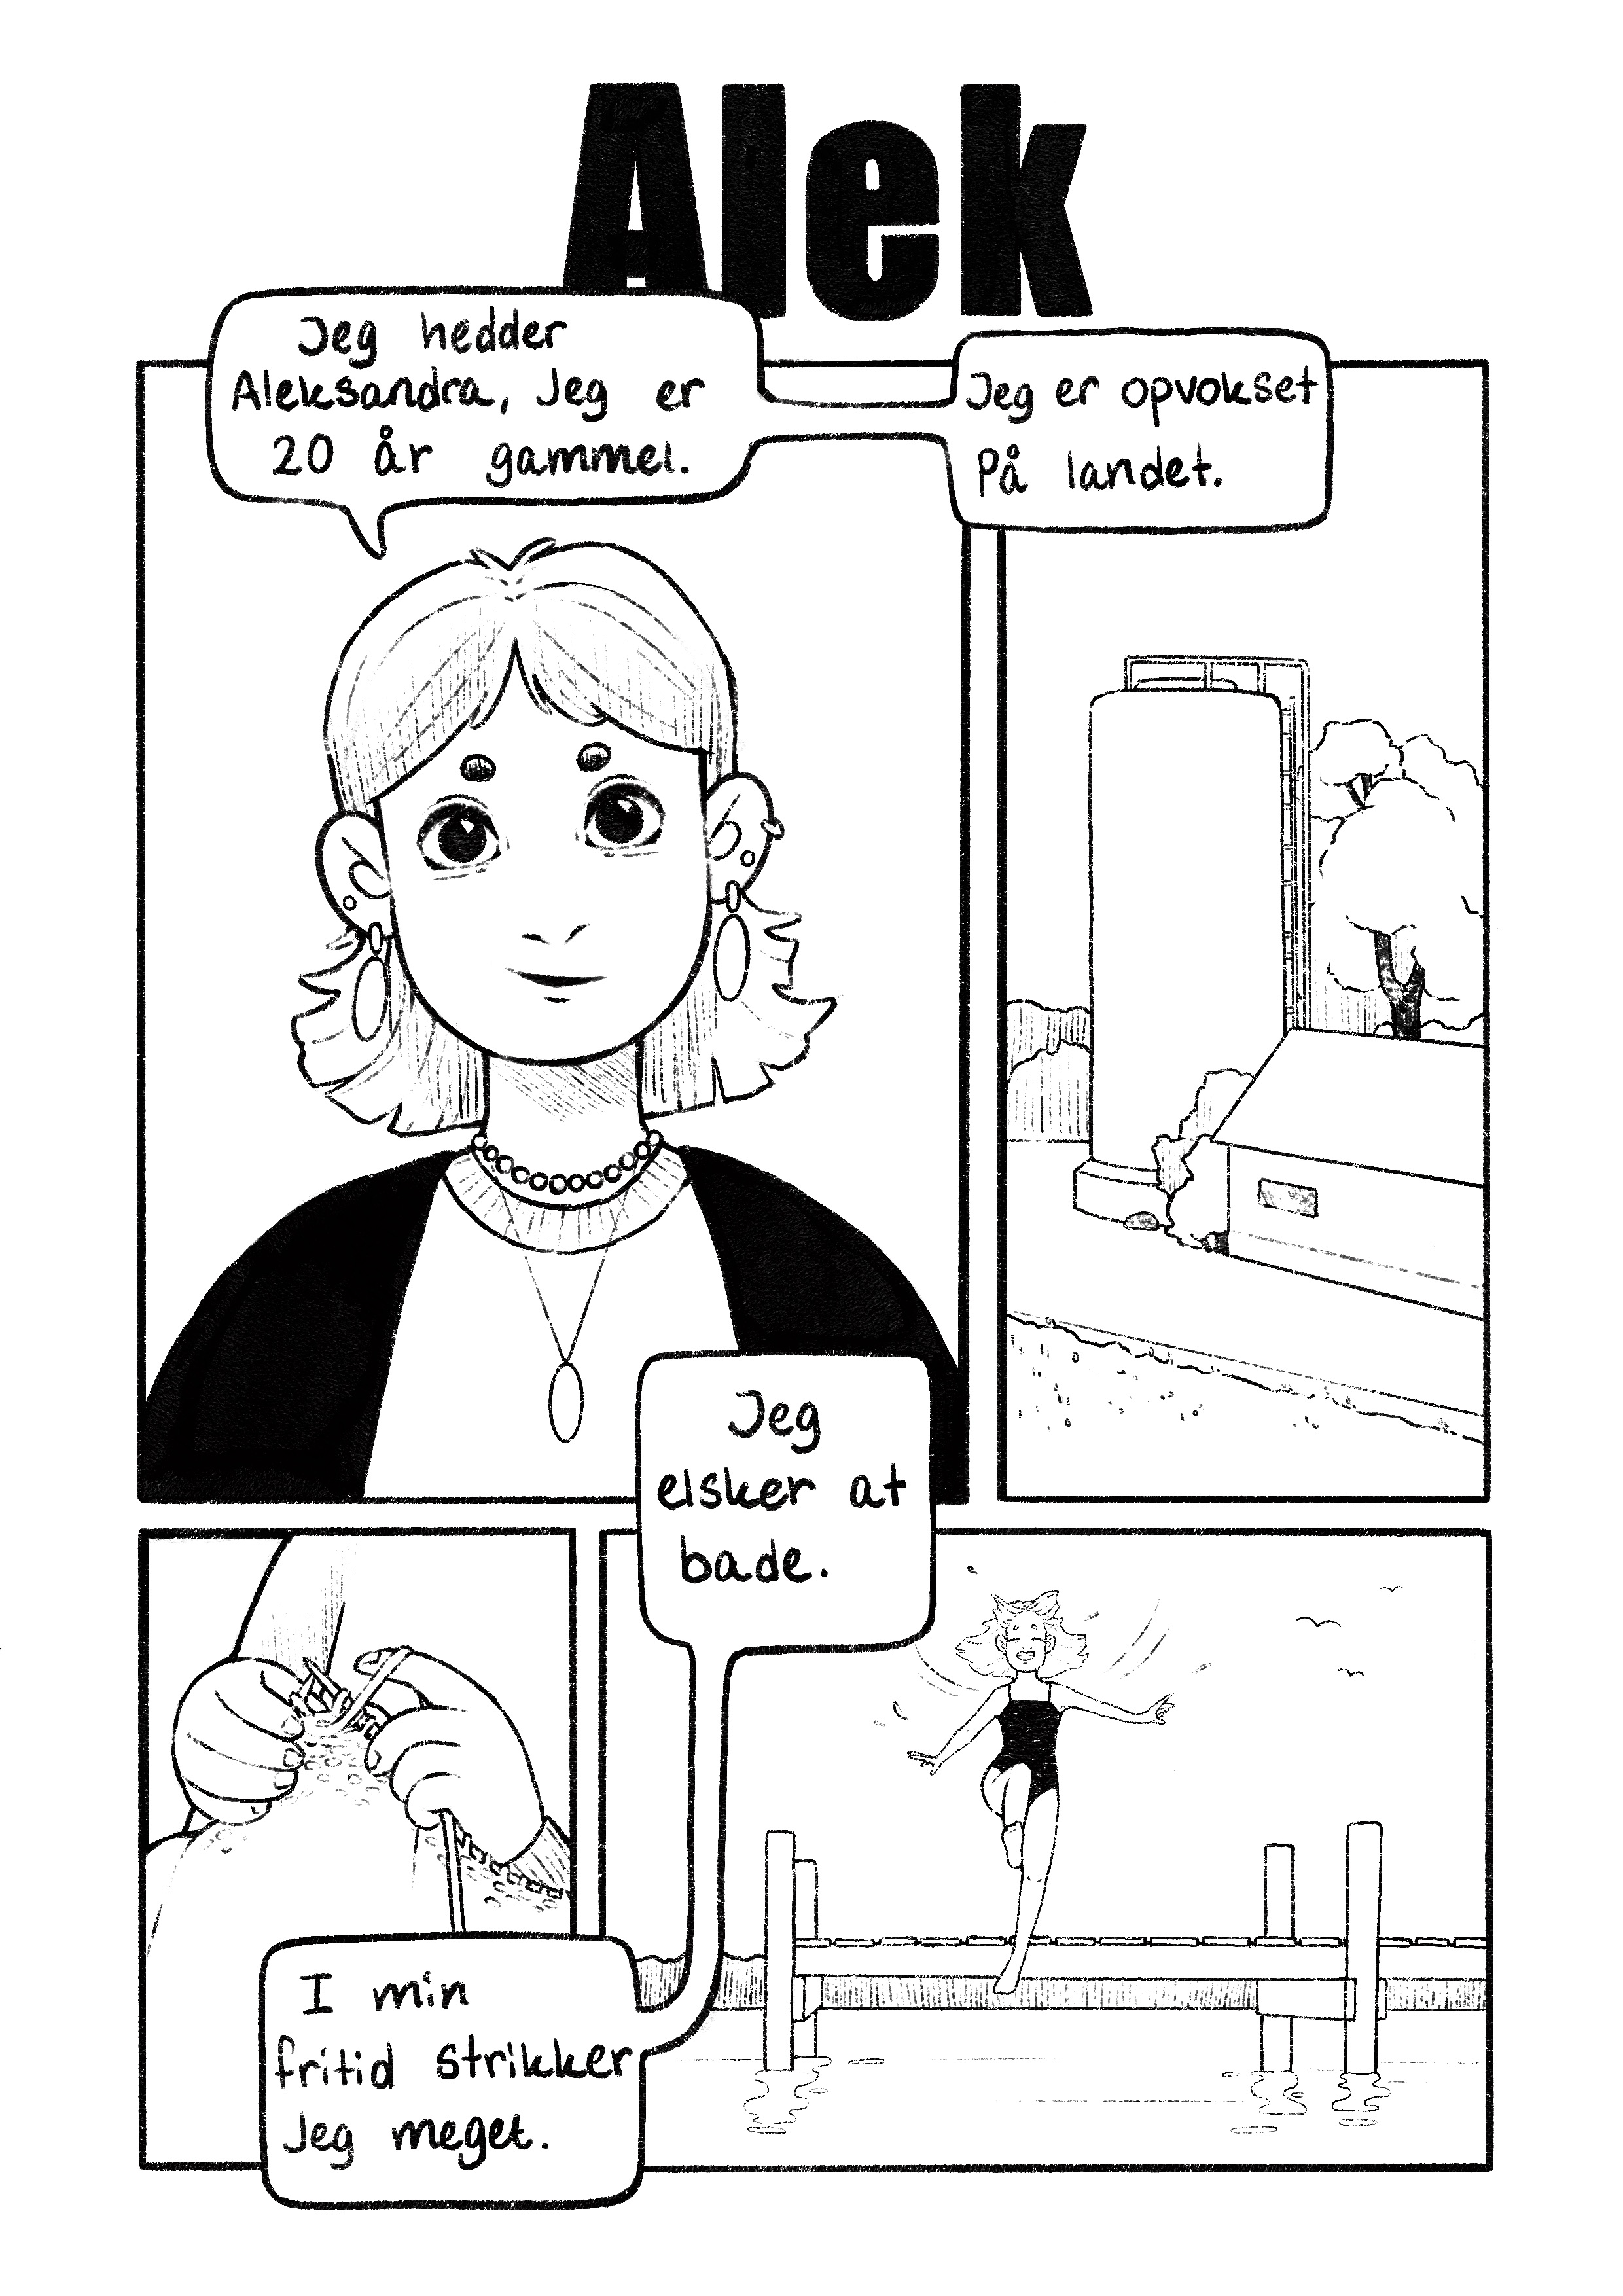 Alek
Jeg hedder
Aleksandra, Jeg er
20 år gammel.
Jeg er opvokset
På landet.
I min
fritid strikker
Jeg meget.
Jeg
elsker at
bade.